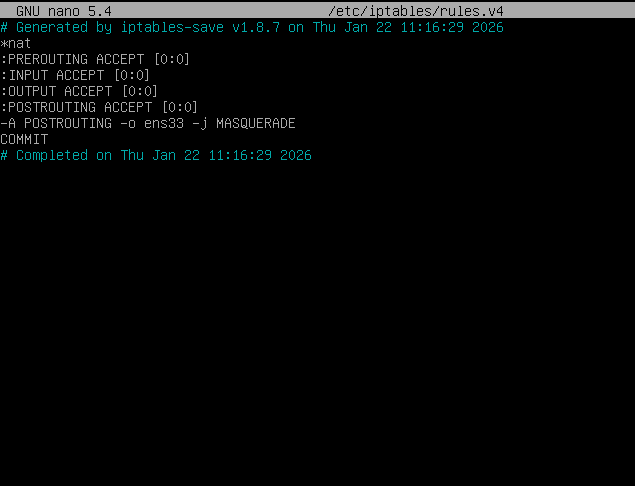 GNU nano 5.4 /etc/iptables/rules.v4
# Generated by iptables-save v1.8.7 on Thu Jan 22 11:16:29 2026
*nat
:PREROUTING ACCEPT [0:0]
:INPUT ACCEPT [0:0]
:OUTPUT ACCEPT [0:0]
:POSTROUTING ACCEPT [0:0]
-A POSTROUTING -o ens33 -j MASQUERADE
COMMIT
# Completed on Thu Jan 22 11:16:29 2026